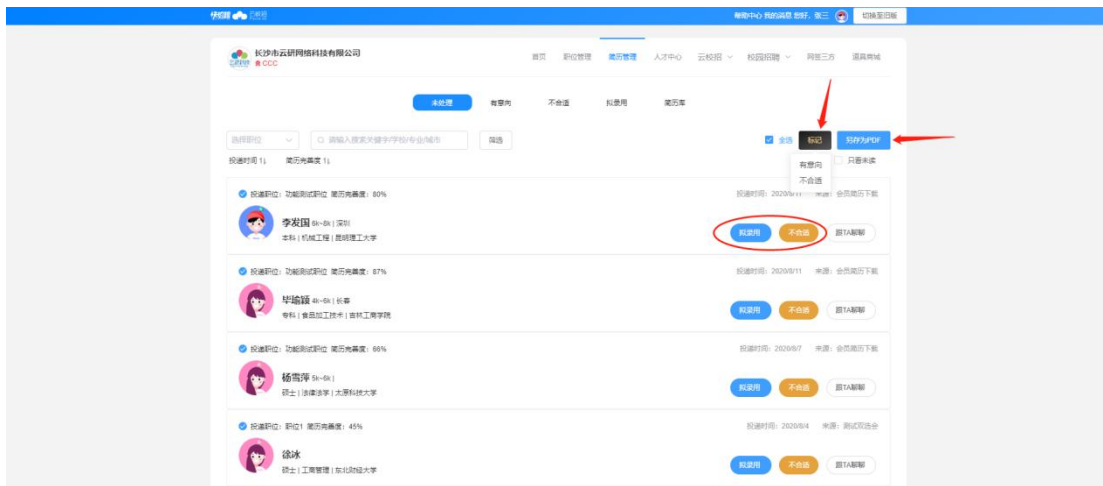 快如招 云就招
帮助中心 我的消息 您好，张三 切换至旧版
长沙市云研网络科技有限公司
CCC
首页 职位管理 简历管理 人才中心 云校招 校园招聘 网签三方 道具商城
未处理 有意向 不合适 拟录用 简历库
选择职位 请输入搜索关键字/学校/专业/城市 筛选 全选 标记 另存为PDF
投递时间 简历完善度 只看未读
有意向
不合适
投递职位：功能测试职位 简历完善度：80% 投递时间：2020/8/11 来源：会员简历下载
李发国 6k~8k | 深圳
本科 | 机械工程 | 昆明理工大学 拟录用 不合适 跟TA聊聊
投递职位：功能测试职位 简历完善度：87% 投递时间：2020/8/11 来源：会员简历下载
毕瑜颖 4k~6k | 长春
专科 | 食品加工技术 | 吉林工商学院 拟录用 不合适 跟TA聊聊
投递职位：功能测试职位 简历完善度：66% 投递时间：2020/8/7 来源：会员简历下载
杨雪萍 5k~6k |
硕士 | 法律法学 | 太原科技大学 拟录用 不合适 跟TA聊聊
投递职位：职位1 简历完善度：45% 投递时间：2020/8/4 来源：测试双选会
徐冰
硕士 | 工商管理 | 东北财经大学 拟录用 不合适 跟TA聊聊